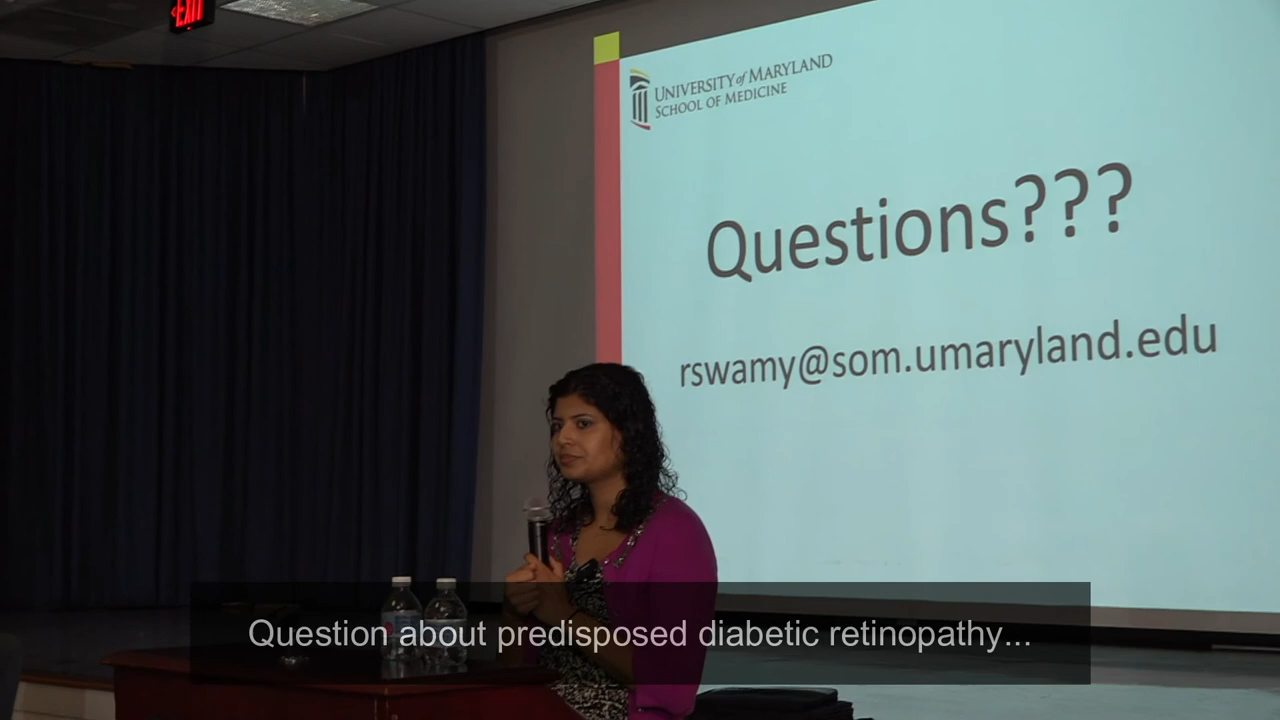 EXIT
UNIVERSITY of MARYLAND
SCHOOL OF MEDICINE
Questions???
rswamy@som.umaryland.edu
Question about predisposed diabetic retinopathy...